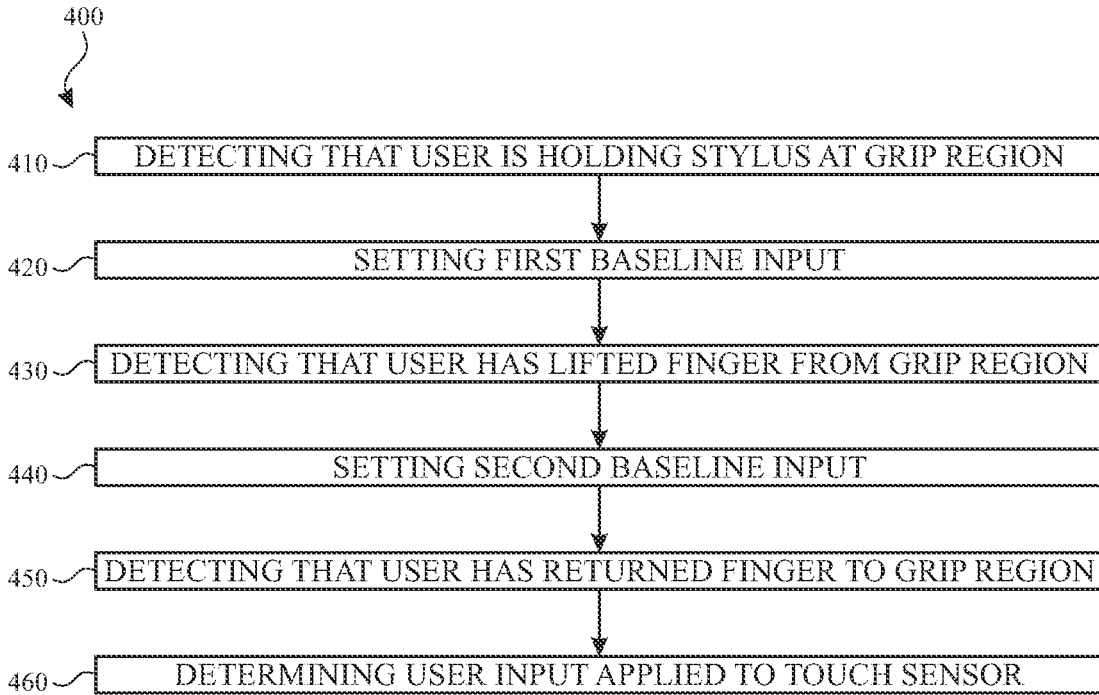 400
410 DETECTING THAT USER IS HOLDING STYLUS AT GRIP REGION
420 SETTING FIRST BASELINE INPUT
430 DETECTING THAT USER HAS LIFTED FINGER FROM GRIP REGION
440 SETTING SECOND BASELINE INPUT
450 DETECTING THAT USER HAS RETURNED FINGER TO GRIP REGION
460 DETERMINING USER INPUT APPLIED TO TOUCH SENSOR